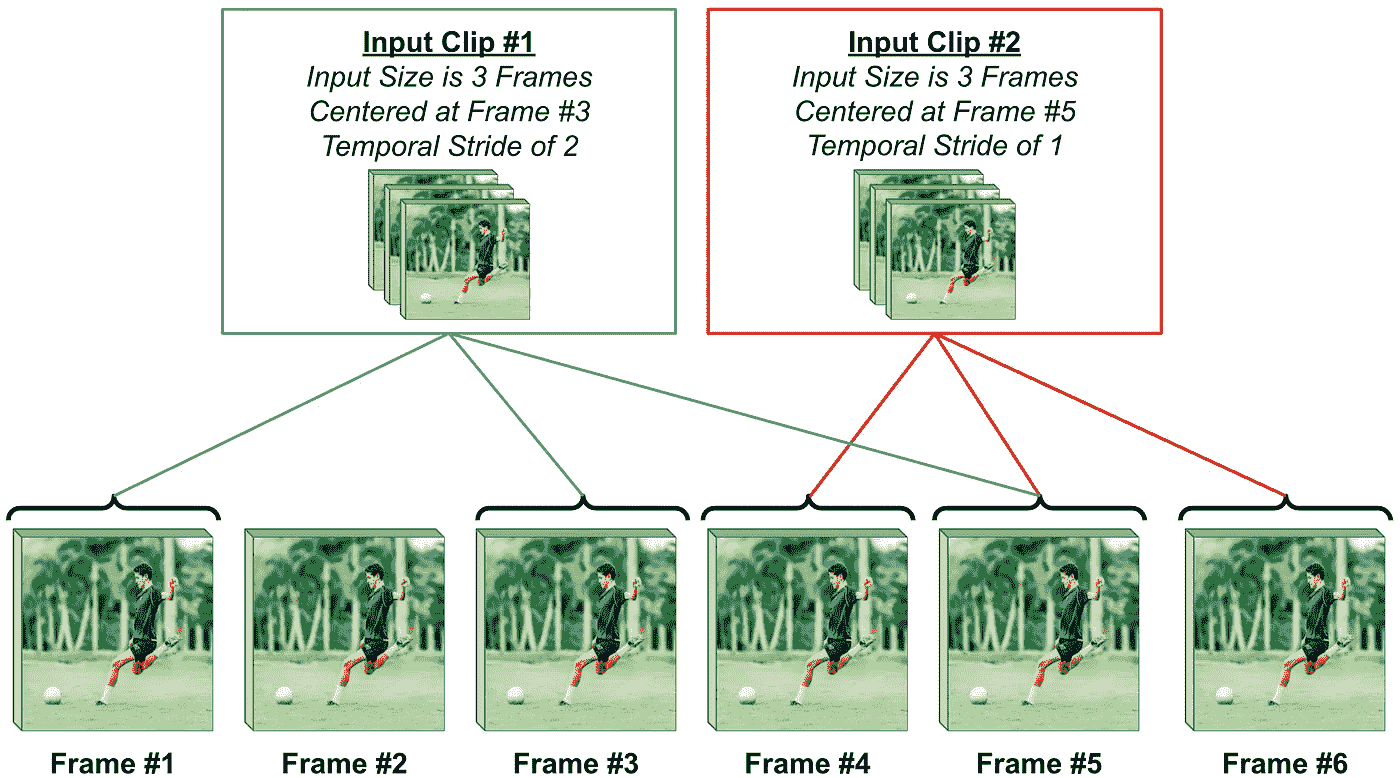 Input Clip #1
Input Size is 3 Frames
Centered at Frame #3
Temporal Stride of 2
Input Clip #2
Input Size is 3 Frames
Centered at Frame #5
Temporal Stride of 1
Frame #1
Frame #2
Frame #3
Frame #4
Frame #5
Frame #6